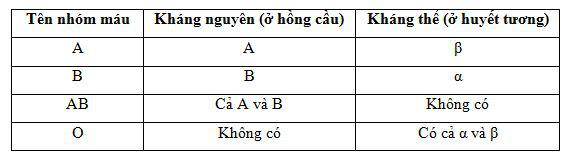 Tên nhóm máu Kháng nguyên (ở hồng cầu) Kháng thể (ở huyết tương)
A A β
B B α
AB Cả A và B Không có
O Không có Có cả α và β